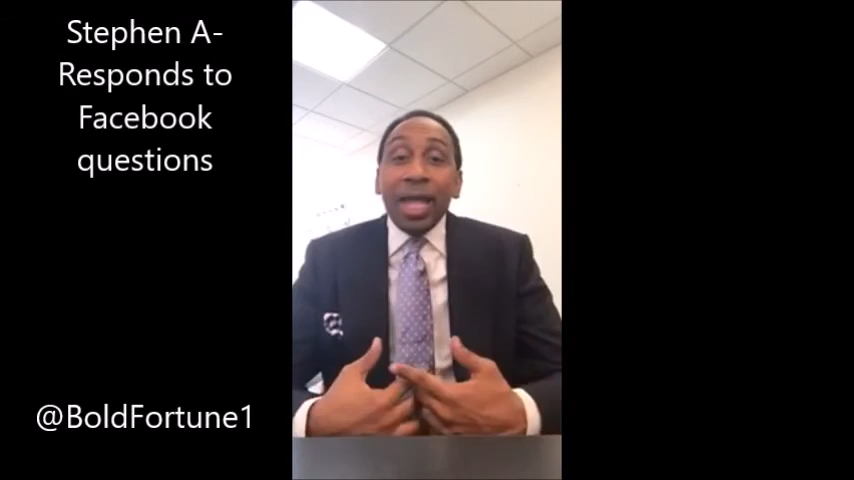 Stephen A-
Responds to
Facebook
questions
@BoldFortune1